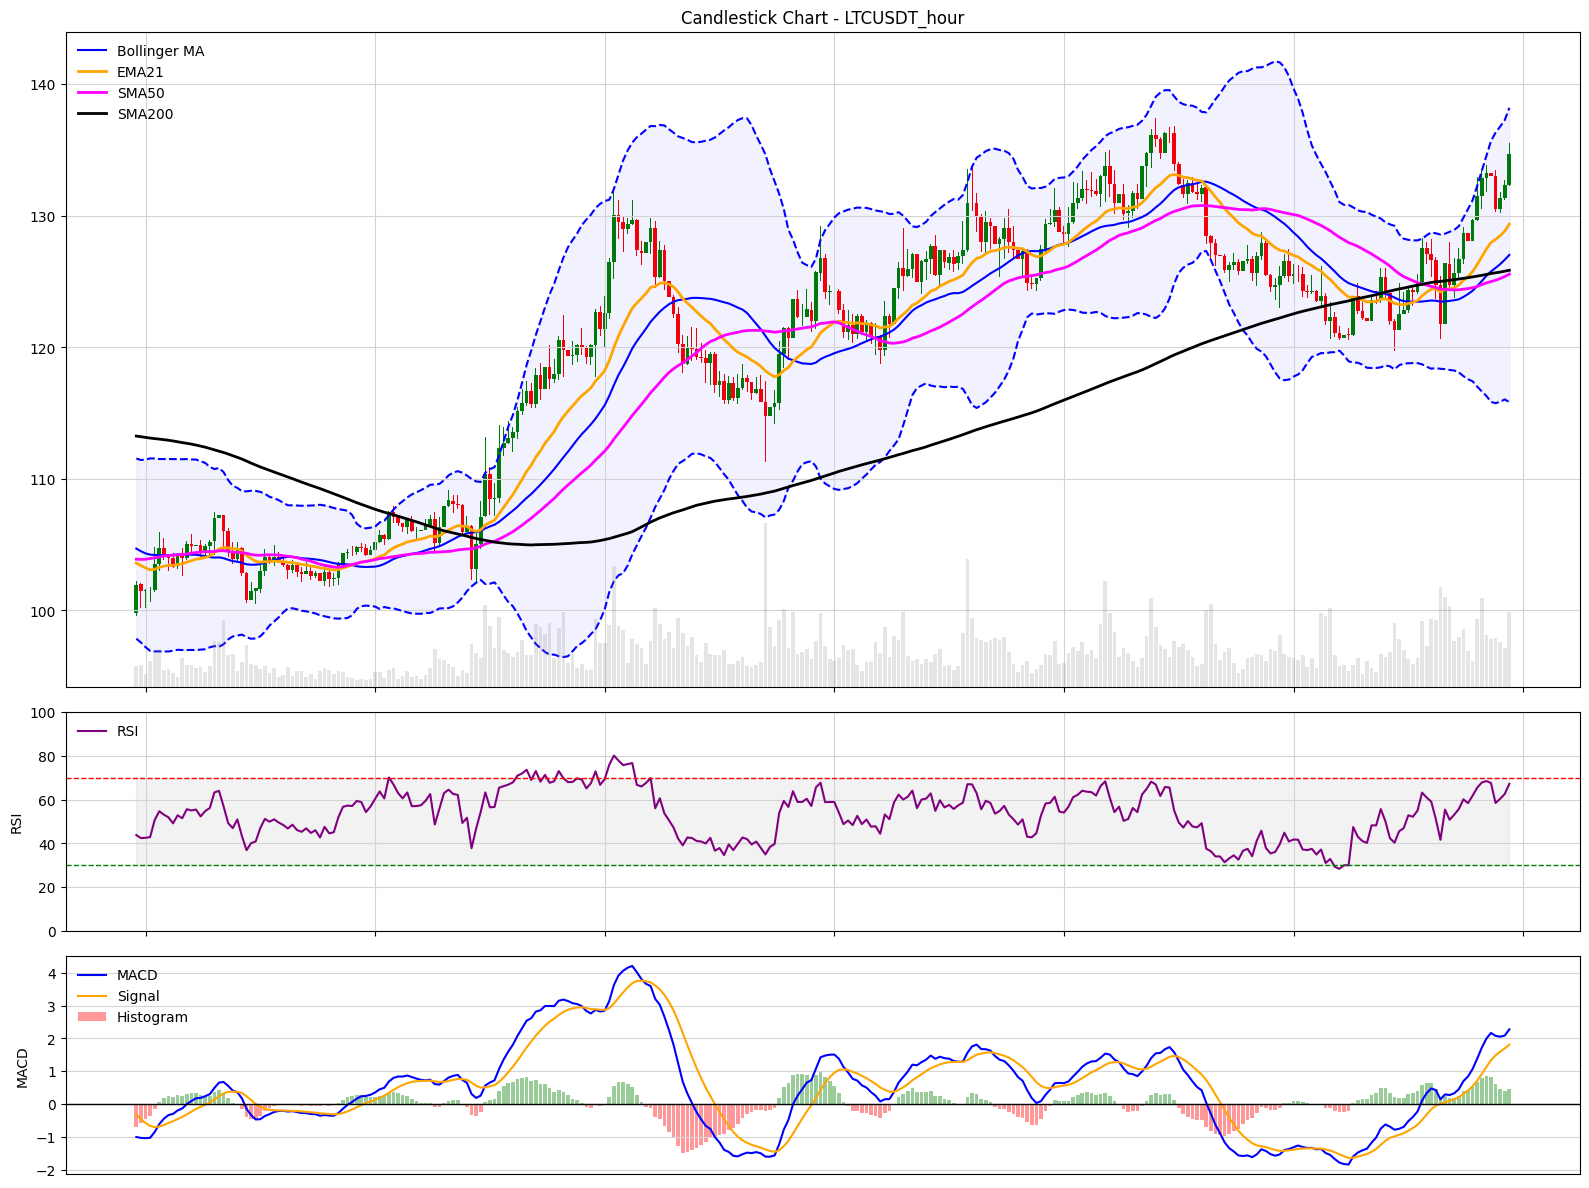 Candlestick Chart - LTCUSDT_hour
Bollinger MA
EMA21
SMA50
SMA200
140
130
120
110
100
100
RSI
80
60
40
20
0
RSI
MACD
Signal
Histogram
4
3
2
1
0
−1
−2
MACD